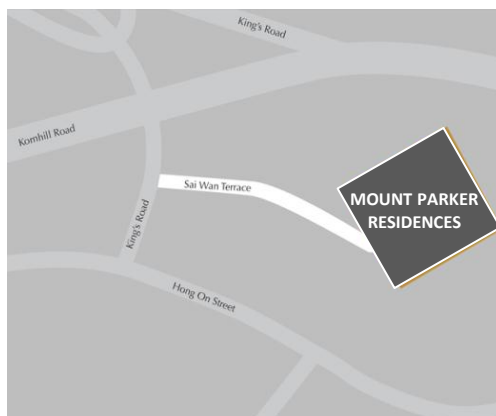 King's Road
Kornhill Road
Sai Wan Terrace
MOUNT PARKER
RESIDENCES
King's Road
Hong On Street